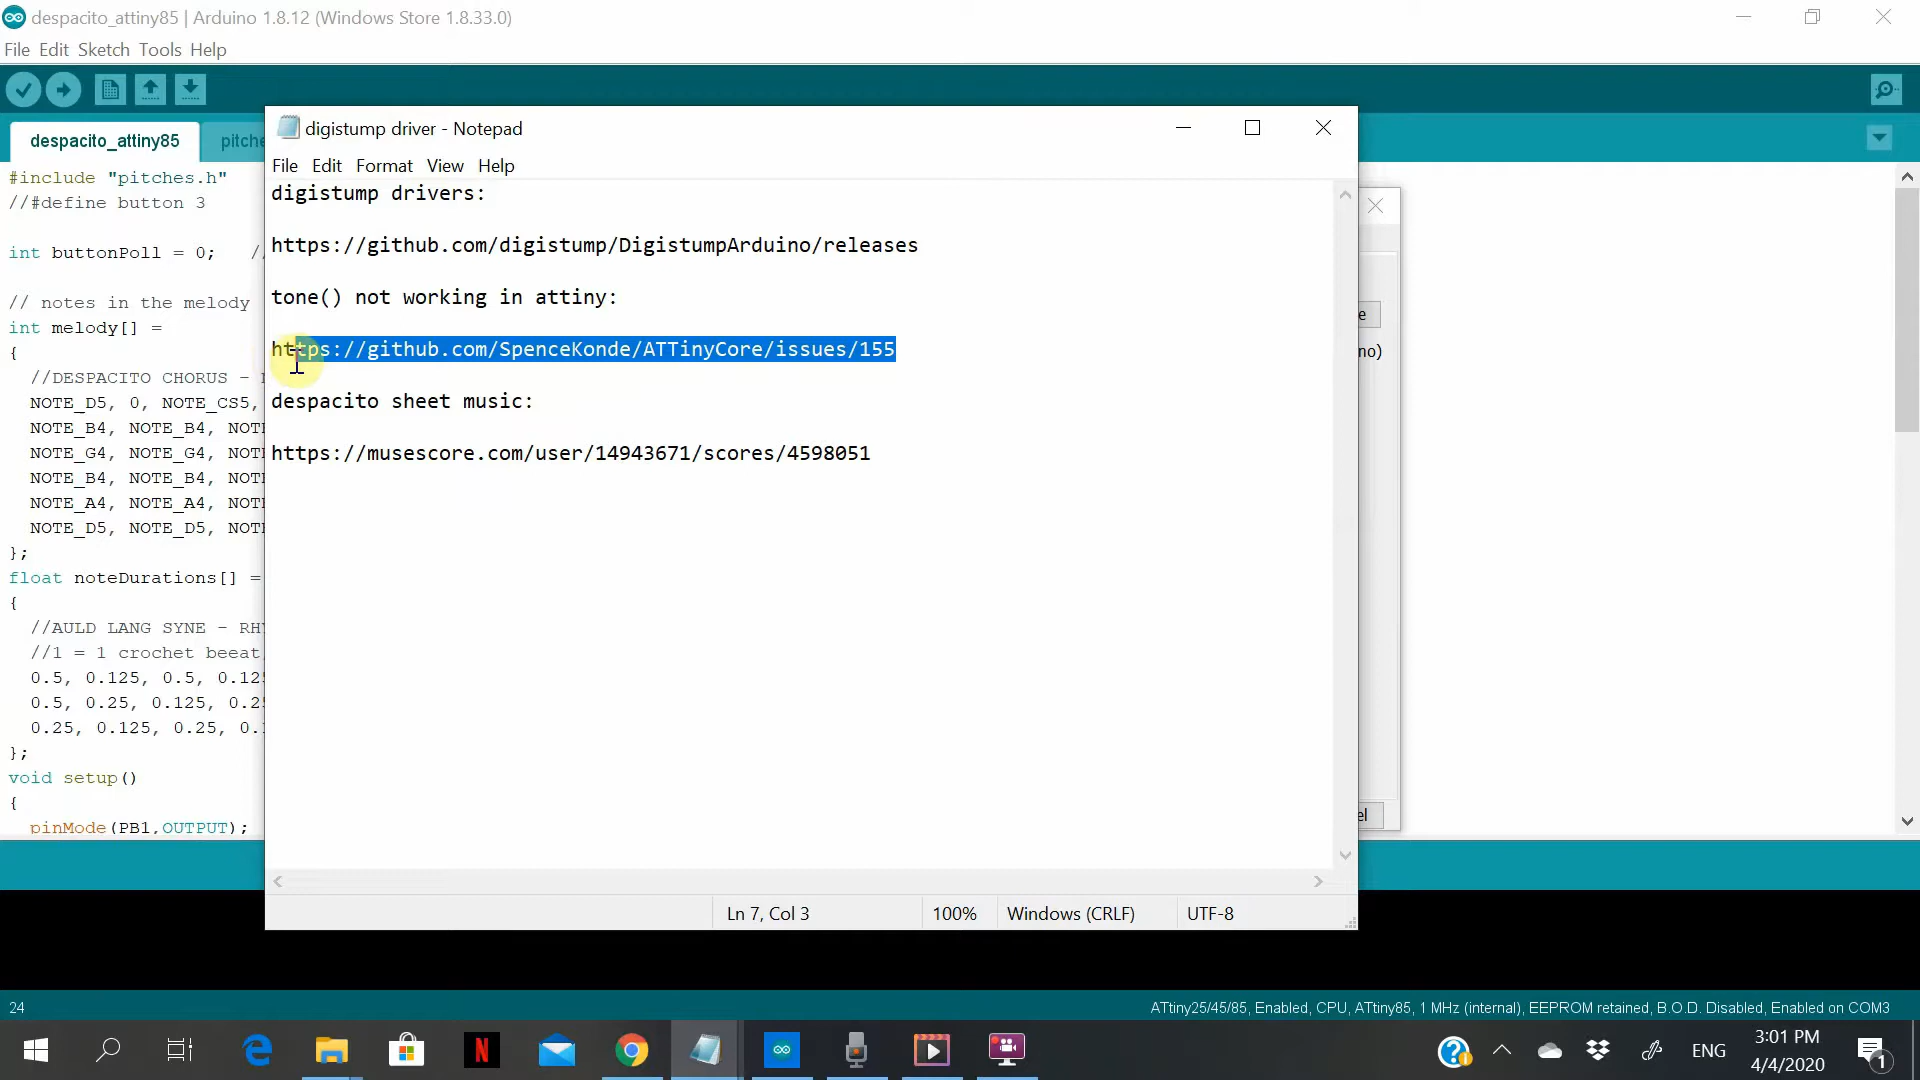 despacito_attiny85 | Arduino 1.8.12 (Windows Store 1.8.33.0)
File Edit Sketch Tools Help
despacito_attiny85
#include "pitches.h"
//#define button 3
int buttonPoll = 0; //
// notes in the melody
int melody[] =
{
//DESPACITO CHORUS -
NOTE_D5, 0, NOTE_CS5,
NOTE_B4, NOTE_B4,
NOTE_G4, NOTE_G4,
NOTE_B4, NOTE_B4,
NOTE_A4, NOTE_A4,
NOTE_D5, NOTE_D5,
};
float noteDurations[] =
{
//AULD LANG SYNE -
//1 = 1 crochet beeat
0.5, 0.125, 0.5,
0.5, 0.25, 0.125,
0.25, 0.125, 0.25,
};
void setup()
{
pinMode(PB1,OUTPUT);
digistump driver - Notepad
File Edit Format View Help
digistump drivers:
https://github.com/digistump/DigistumpArduino/releases
tone() not working in attiny:
https://github.com/SpenceKonde/ATTinyCore/issues/155
despacito sheet music:
https://musescore.com/user/14943671/scores/4598051
Ln 7, Col 3 100% Windows (CRLF) UTF-8
24 ATtiny25/45/85, Enabled, CPU, ATtiny85, 1 MHz (internal), EEPROM retained, B.O.D. Disabled, Enabled on COM3
ENG
3:01 PM
4/4/2020
1